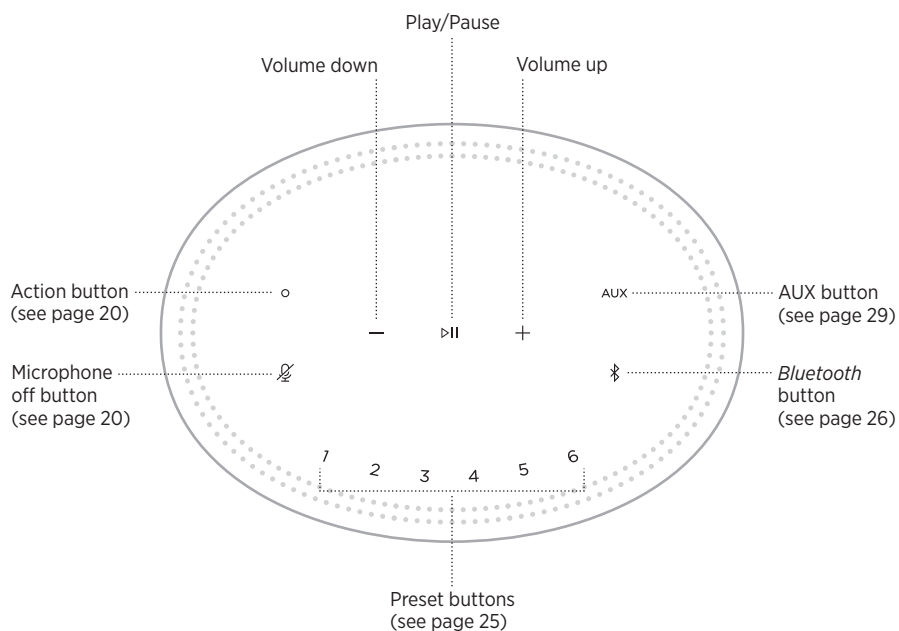 Play/Pause
Volume down
Volume up
Action button
(see page 20)
AUX
AUX button
(see page 29)
Microphone
off button
(see page 20)
Bluetooth
button
(see page 26)
1 2 3 4 5 6
Preset buttons
(see page 25)